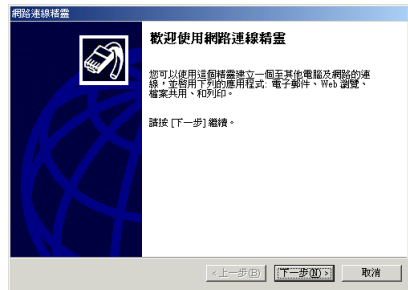 網路連線精靈
歡迎使用網路連線精靈
您可以使用這個精靈建立一個至其他電腦及網路的連
線，並啓用下列的應用程式: 電子郵件、Web 瀏覽、
檔案共用、和列印。
請按 [下一步] 繼續。
< 上一步(B) 下一步(N) > 取消